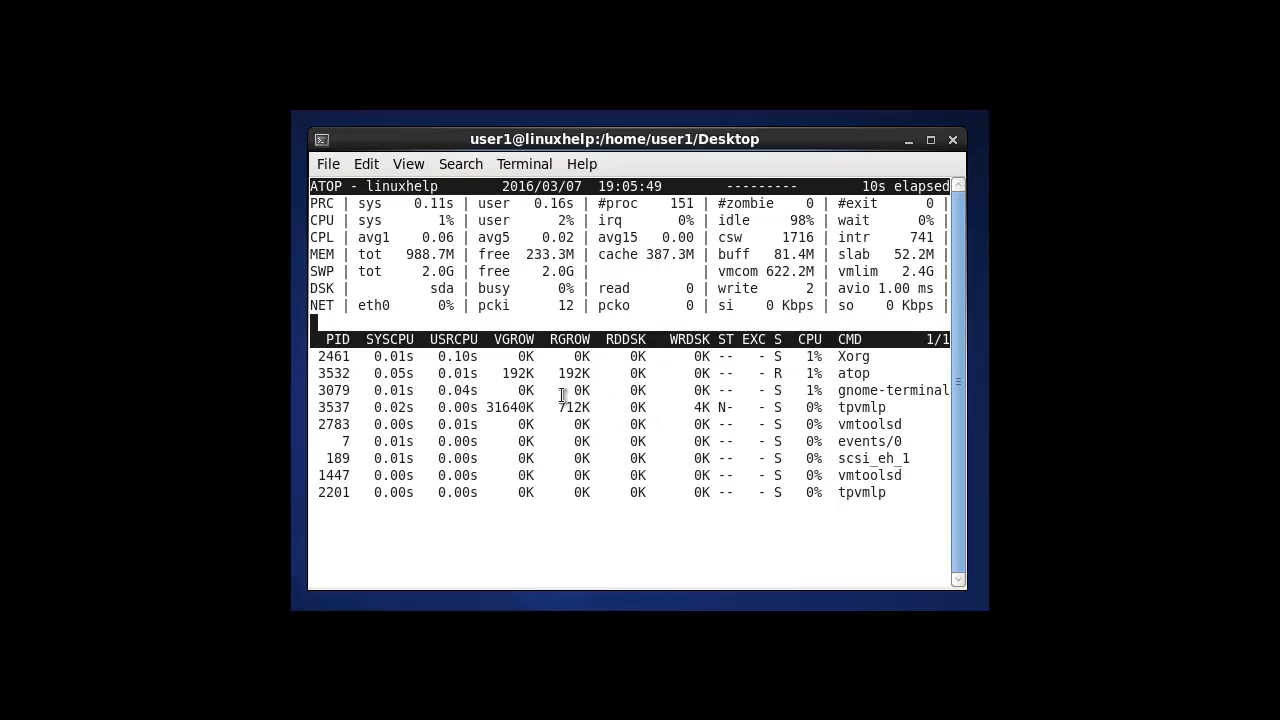 user1@linuxhelp:/home/user1/Desktop
File Edit View Search Terminal Help
ATOP - linuxhelp 2016/03/07 19:05:49 --------- 10s elapsed
PRC | sys 0.11s | user 0.16s | #proc 151 | #zombie 0 | #exit 0 |
CPU | sys 1% | user 2% | irq 0% | idle 98% | wait 0% |
CPL | avg1 0.06 | avg5 0.02 | avg15 0.00 | csw 1716 | intr 741 |
MEM | tot 988.7M | free 233.3M | cache 387.3M | buff 81.4M | slab 52.2M |
SWP | tot 2.0G | free 2.0G | | vmcom 622.2M | vmlim 2.4G |
DSK | sda | busy 0% | read 0 | write 2 | avio 1.00 ms |
NET | eth0 0% | pcki 12 | pcko 0 | si 0 Kbps | so 0 Kbps |
PID SYSCPU USRCPU VGROW RGROW RDDSK WRDSK ST EXC S CPU CMD 1/1
2461 0.01s 0.10s 0K 0K 0K 0K -- - S 1% Xorg
3532 0.05s 0.01s 192K 192K 0K 0K -- - R 1% atop
3079 0.01s 0.04s 0K 0K 0K 0K -- - S 1% gnome-terminal
3537 0.02s 0.00s 31640K 712K 0K 4K N- - S 0% tpvmlp
2783 0.00s 0.01s 0K 0K 0K 0K -- - S 0% vmtoolsd
7 0.01s 0.00s 0K 0K 0K 0K -- - S 0% events/0
189 0.01s 0.00s 0K 0K 0K 0K -- - S 0% scsi_eh_1
1447 0.00s 0.00s 0K 0K 0K 0K -- - S 0% vmtoolsd
2201 0.00s 0.00s 0K 0K 0K 0K -- - S 0% tpvmlp